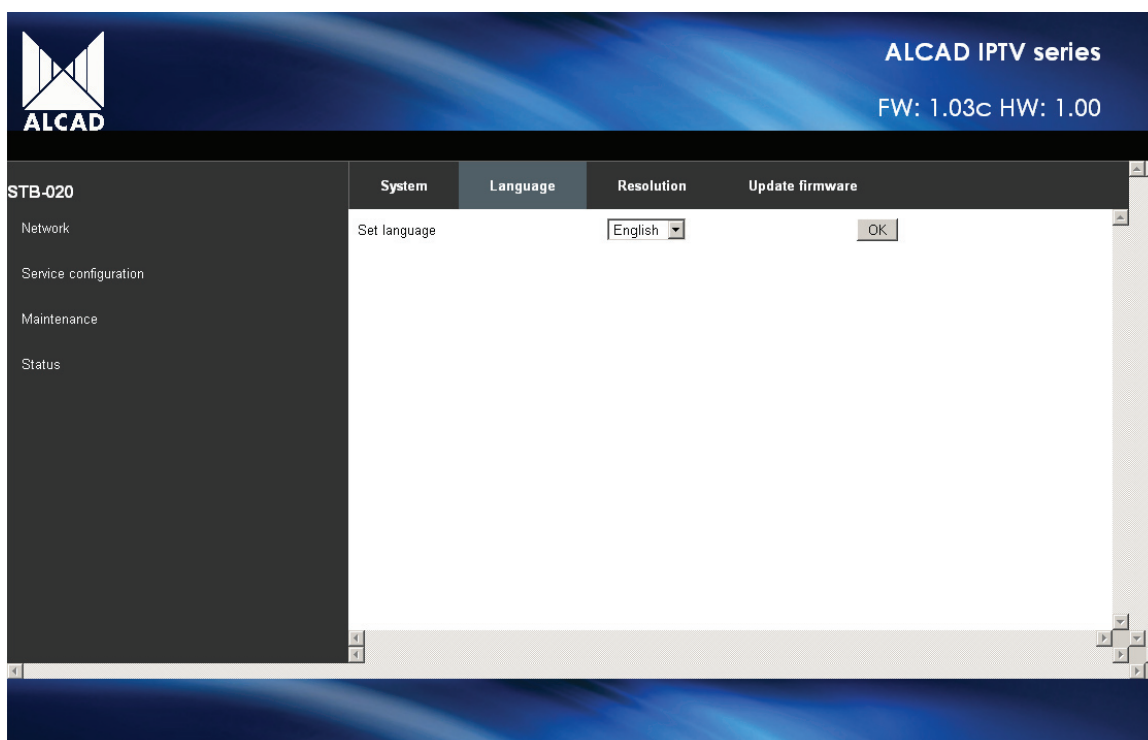 ALCAD
ALCAD IPTV series
FW: 1.03c HW: 1.00
STB-020
Network
Service configuration
Maintenance
Status
System Language Resolution Update firmware
Set language English OK